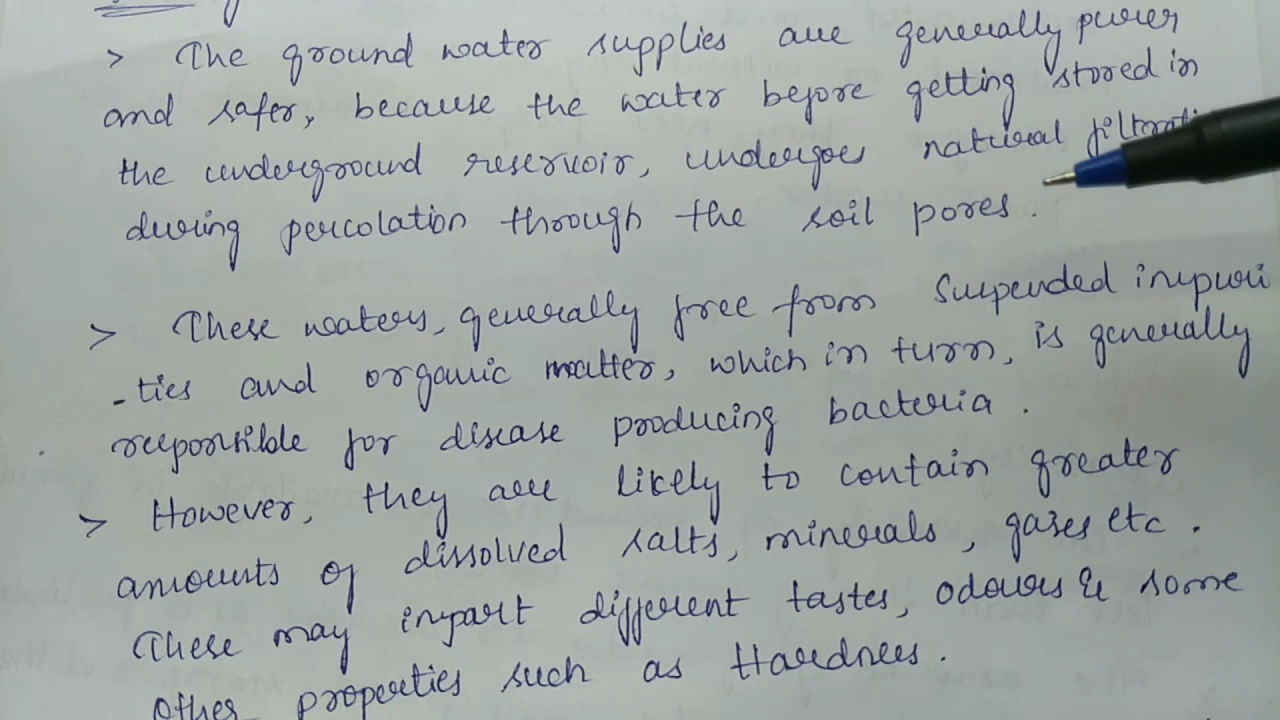 > The ground water supplies are generally purer
and safer, because the water before getting stored in
the underground reservoir, undergoes natural
during percolation through the soil pores.
> These waters, generally free from suspended impuri
-ties and organic matter, which in turn, is generally
responsible for disease producing bacteria.
> However, they are likely to contain greater
amounts of dissolved salts, minerals, gases etc.
These may impart different tastes, odours & some
other properties such as Hardness.